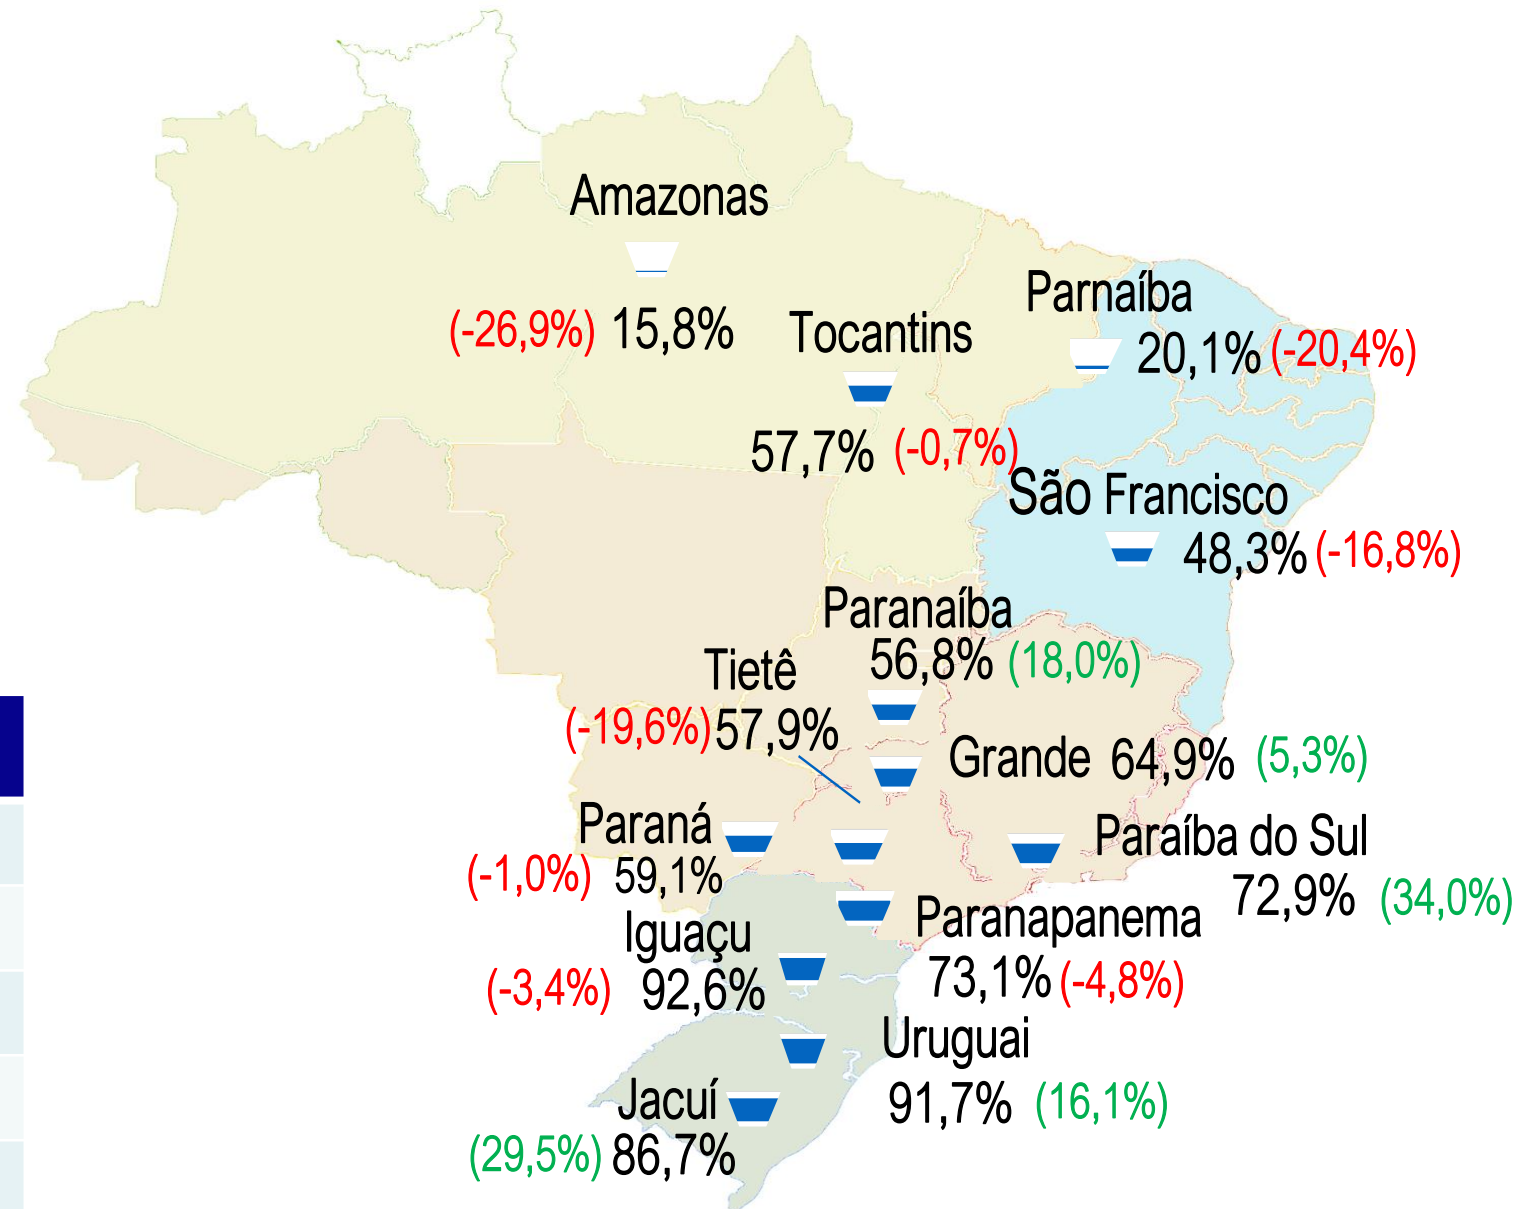 Amazonas
(-26,9%) 15,8%
Parnaíba
20,1% (-20,4%)
Tocantins
57,7% (-0,7%)
São Francisco
48,3% (-16,8%)
Paranaíba
56,8% (18,0%)
Tietê
(-19,6%) 57,9%
Grande 64,9% (5,3%)
Paraná
(-1,0%) 59,1%
Paraíba do Sul
72,9% (34,0%)
Iguaçu
(-3,4%) 92,6%
Paranapanema
73,1% (-4,8%)
Uruguai
91,7% (16,1%)
Jacuí
(29,5%) 86,7%